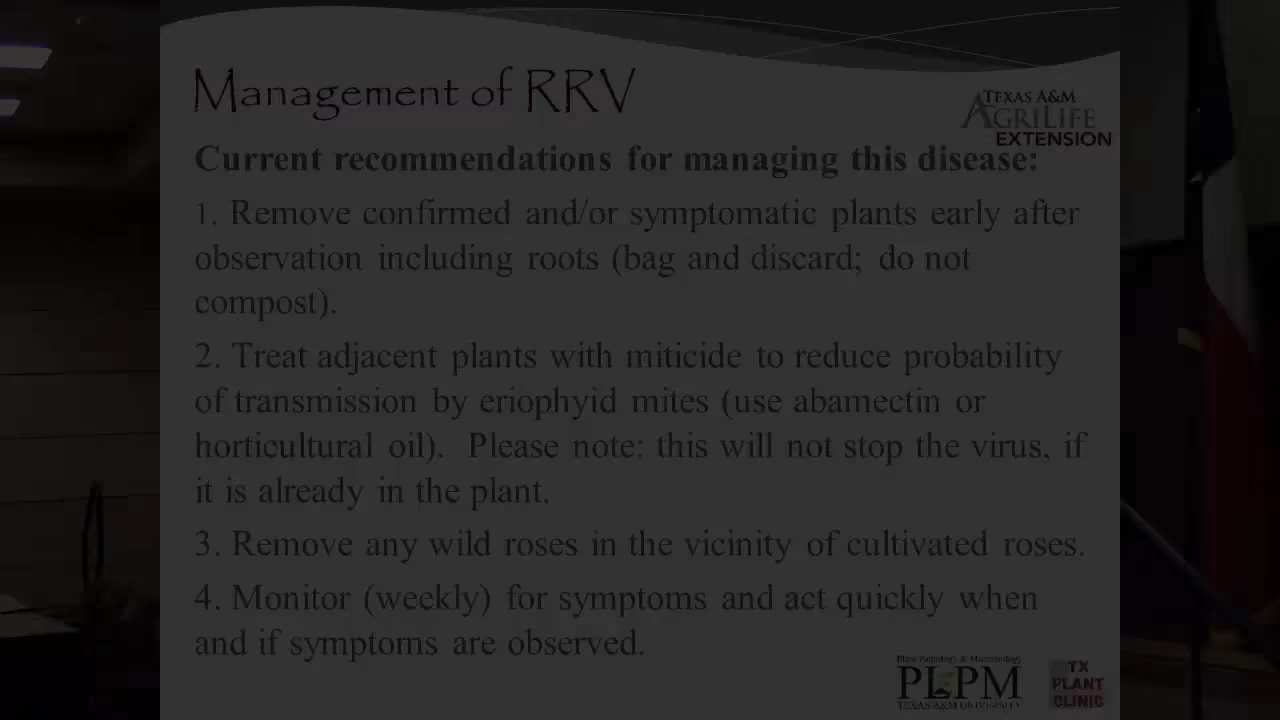 Management of RRV
TEXAS A&M
AGRILIFE
EXTENSION
Current recommendations for managing this disease:
1. Remove confirmed and/or symptomatic plants early after
observation including roots (bag and discard; do not
compost).
2. Treat adjacent plants with miticide to reduce probability
of transmission by eriophyid mites (use abamectin or
horticultural oil). Please note: this will not stop the virus, if
it is already in the plant.
3. Remove any wild roses in the vicinity of cultivated roses.
4. Monitor (weekly) for symptoms and act quickly when
and if symptoms are observed.
Plant Pathology & Microbiology
PLPM
TEXAS A&M UNIVERSITY
TX
PLANT
CLINIC